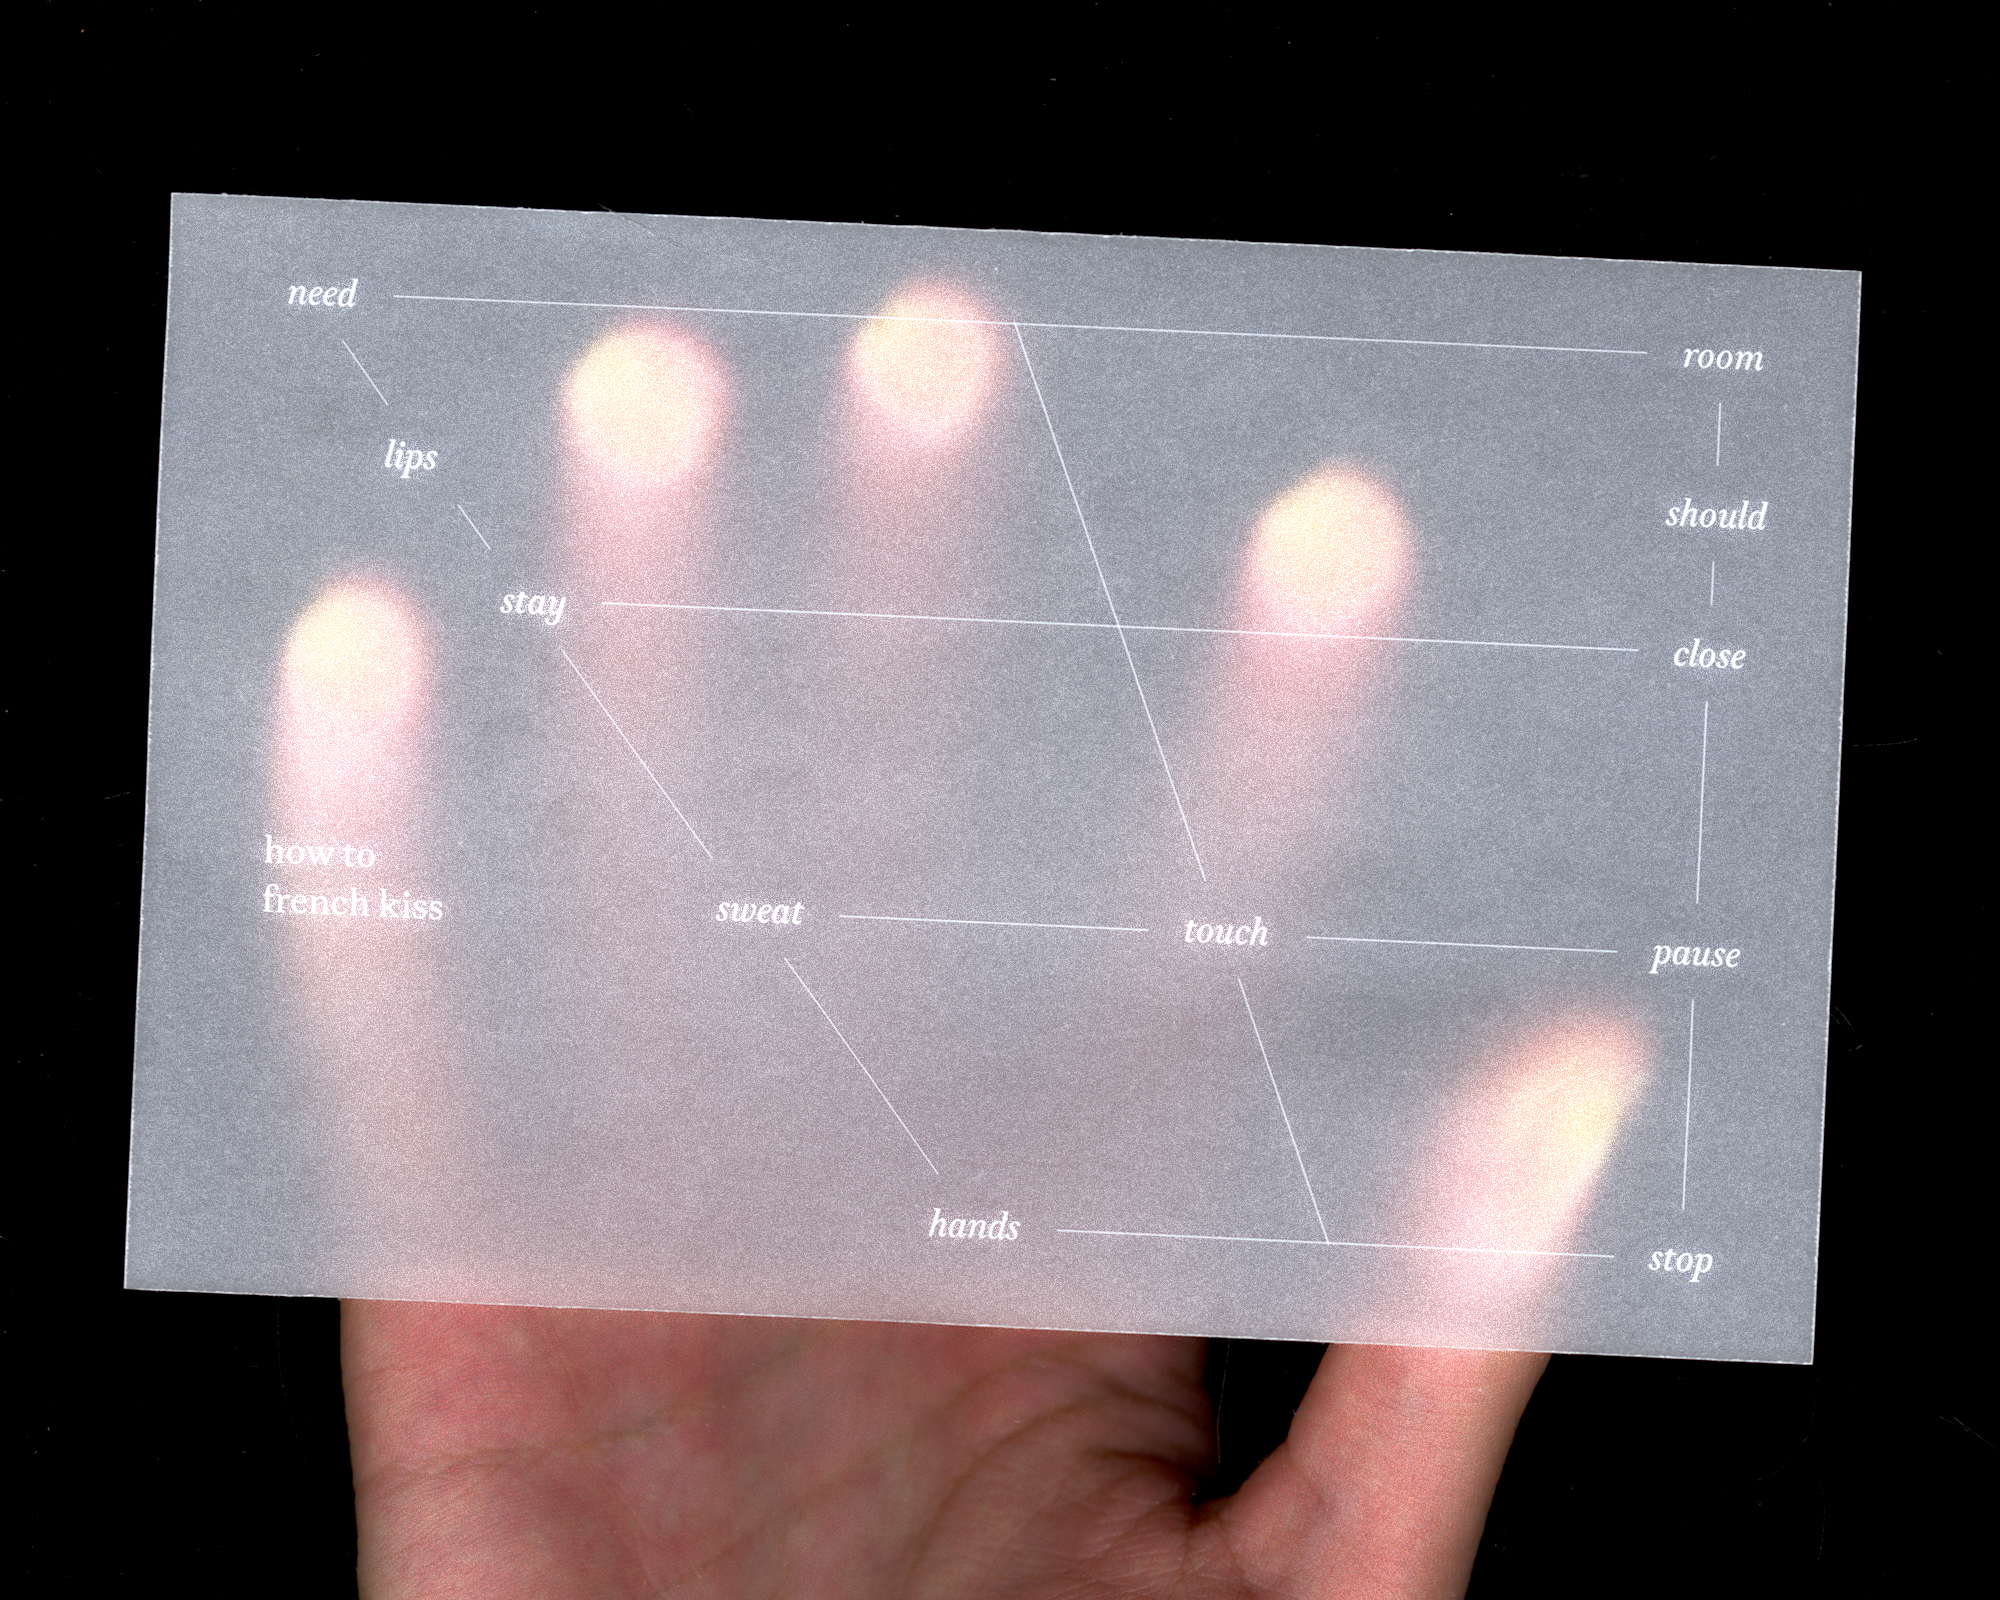 need
room
lips
should
stay
close
how to
french kiss
sweat
touch
pause
hands
stop